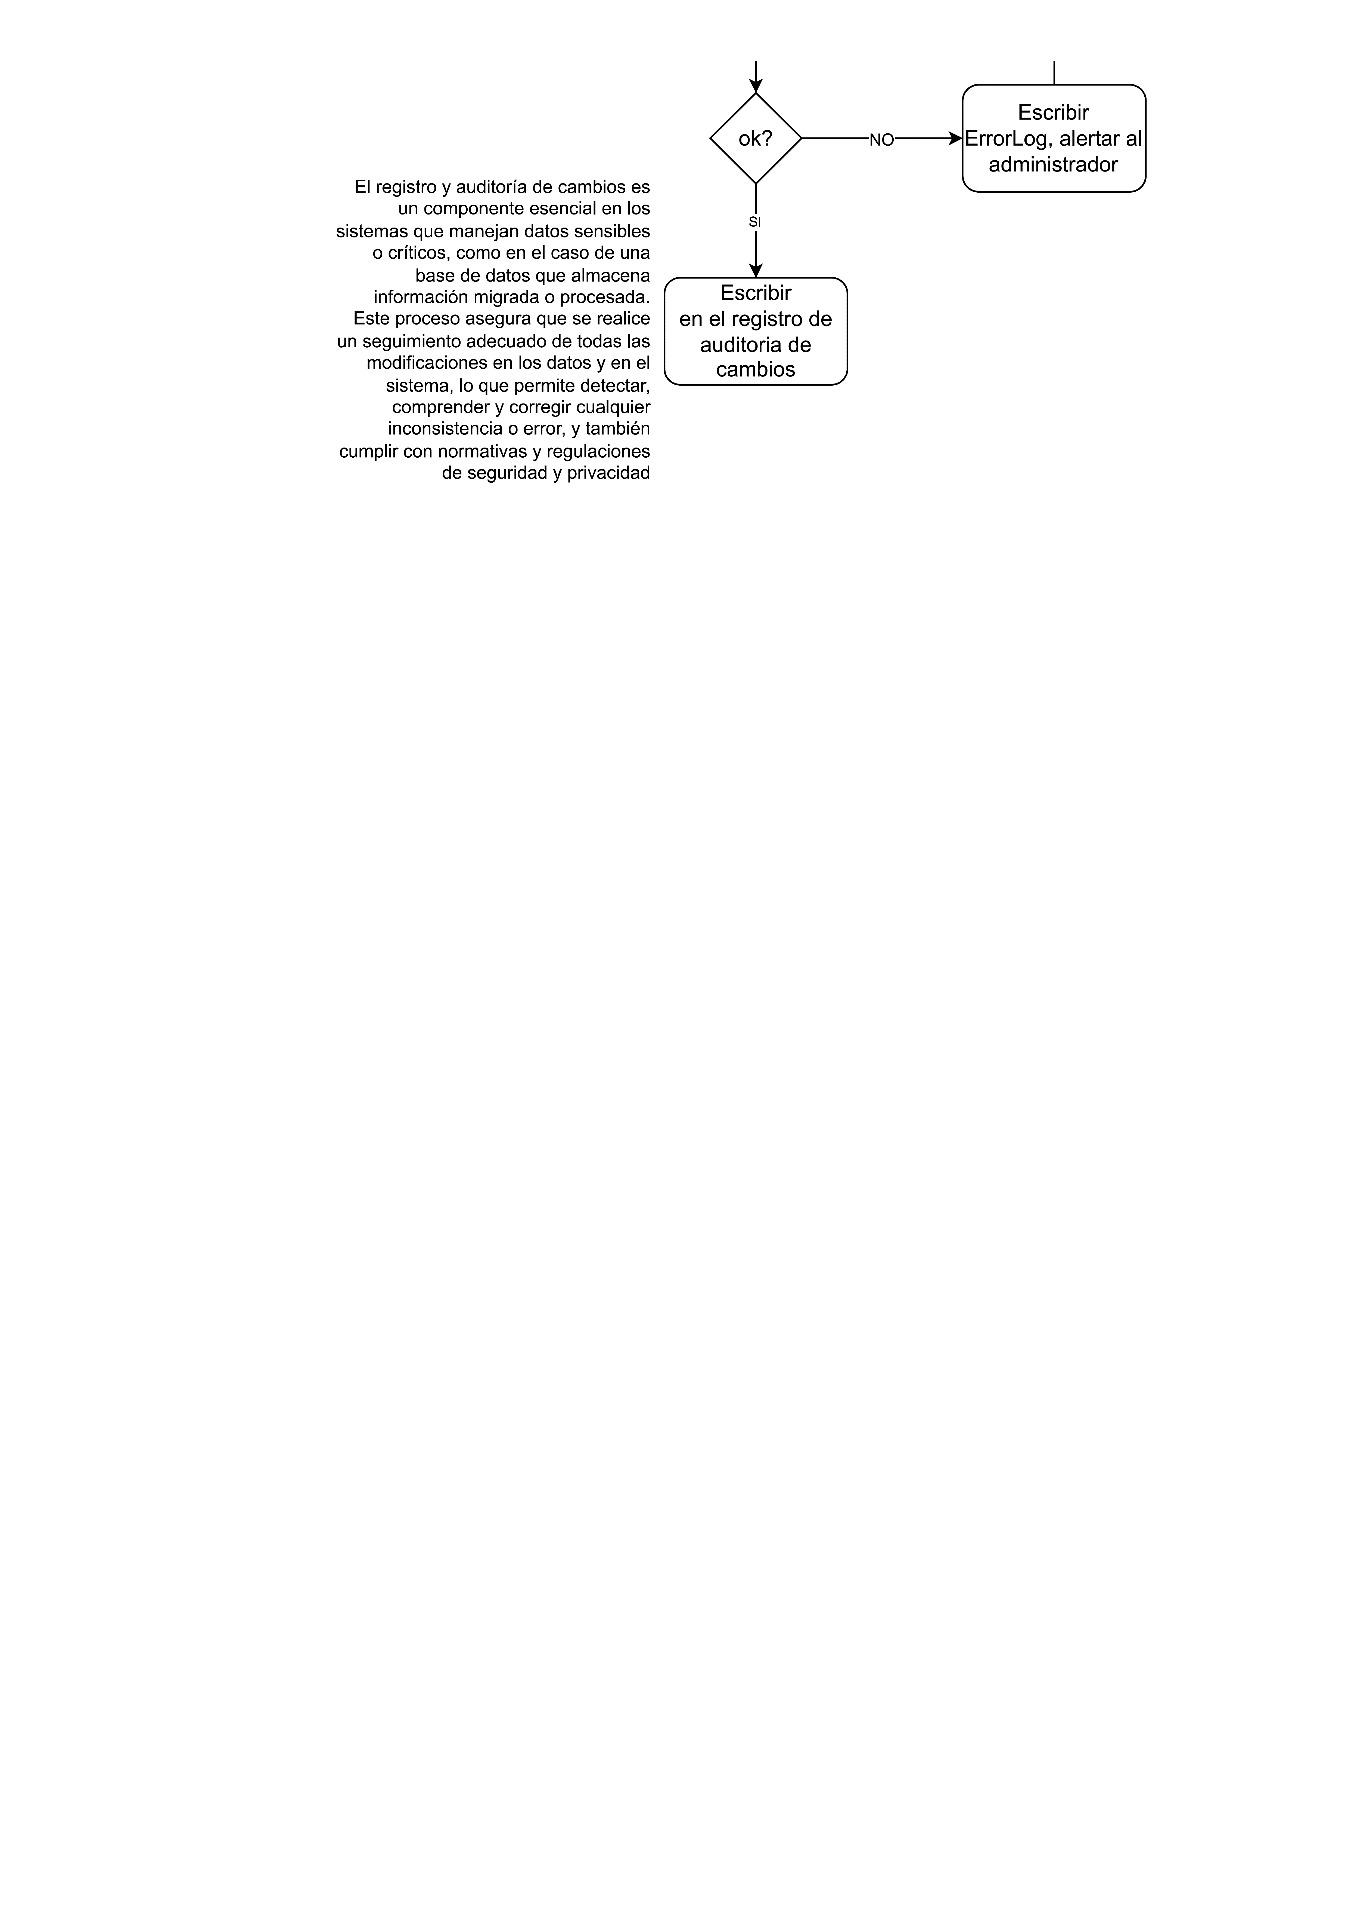 ok?
NO
Escribir
ErrorLog, alertar al
administrador
El registro y auditoría de cambios es
un componente esencial en los
sistemas que manejan datos sensibles
o críticos, como en el caso de una
base de datos que almacena
información migrada o procesada.
Este proceso asegura que se realice
un seguimiento adecuado de todas las
modificaciones en los datos y en el
sistema, lo que permite detectar,
comprender y corregir cualquier
inconsistencia o error, y también
cumplir con normativas y regulaciones
de seguridad y privacidad
SI
Escribir
en el registro de
auditoria de
cambios